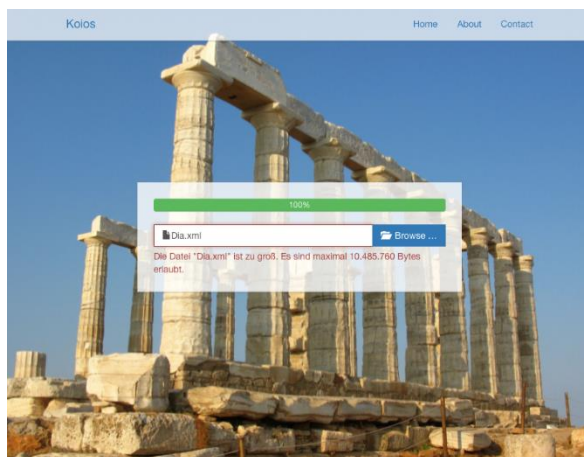 Koios
Home About Contact
100%
Dia.xml
Browse ...
Die Datei "Dia.xml" ist zu groß. Es sind maximal 10.485.760 Bytes
erlaubt.